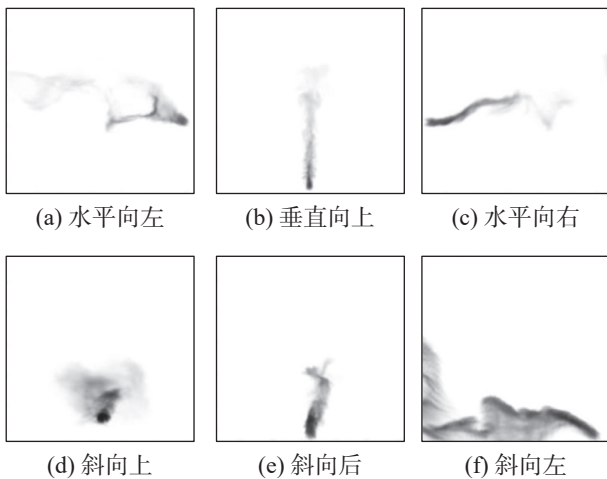 (a) 水平向左
(b) 垂直向上
(c) 水平向右
(d) 斜向上
(e) 斜向后
(f) 斜向左